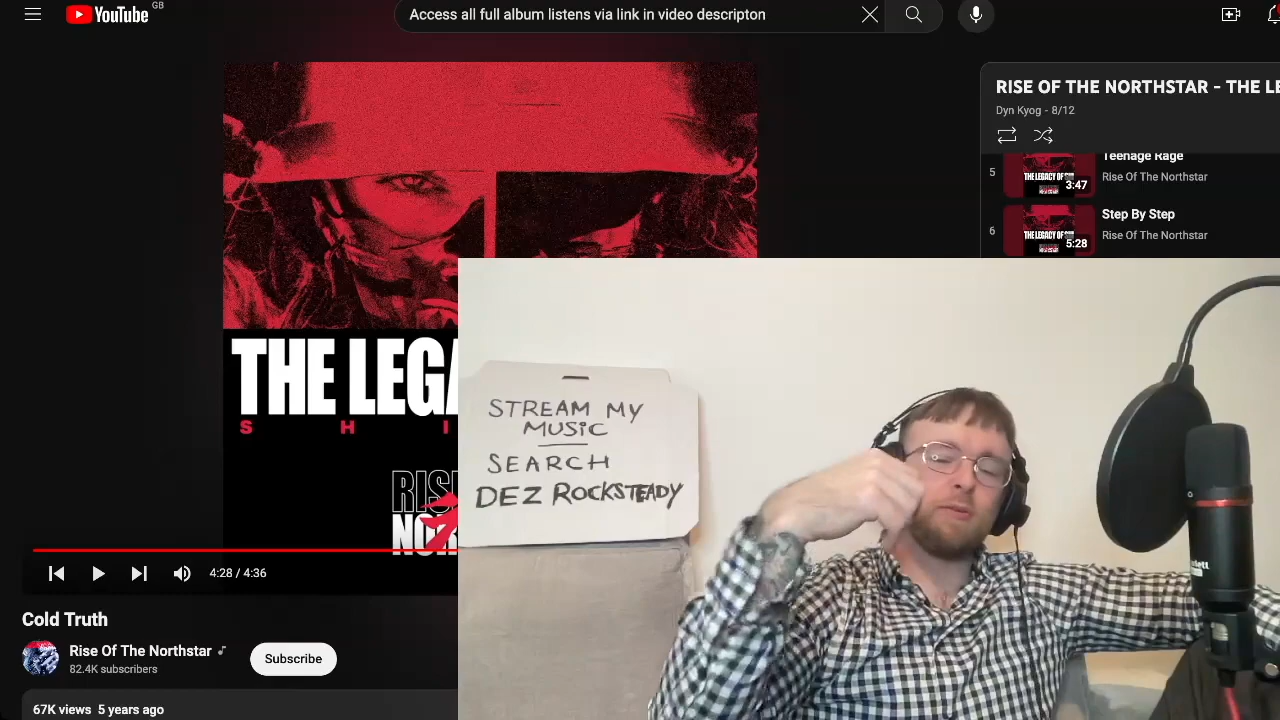 YouTube
GB
Access all full album listens via link in video descripton
RISE OF THE NORTHSTAR - THE LE
Dyn Kyog - 8/12
5
Teenage Rage
Rise Of The Northstar
3:47
6
Step By Step
Rise Of The Northstar
5:28
THE LEGA
S H I
RISE
NOR
STREAM MY
MUSIC
SEARCH
DEZ ROCKSTEADY
4:28 / 4:36
Cold Truth
Rise Of The Northstar
82.4K subscribers
Subscribe
67K views 5 years ago